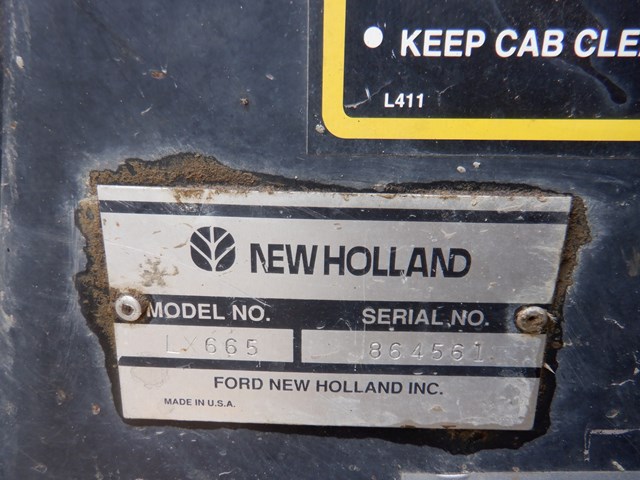 • KEEP CAB CLE
L411
NEW HOLLAND
MODEL NO. SERIAL NO.
LX665 864561
FORD NEW HOLLAND INC.
MADE IN U.S.A.